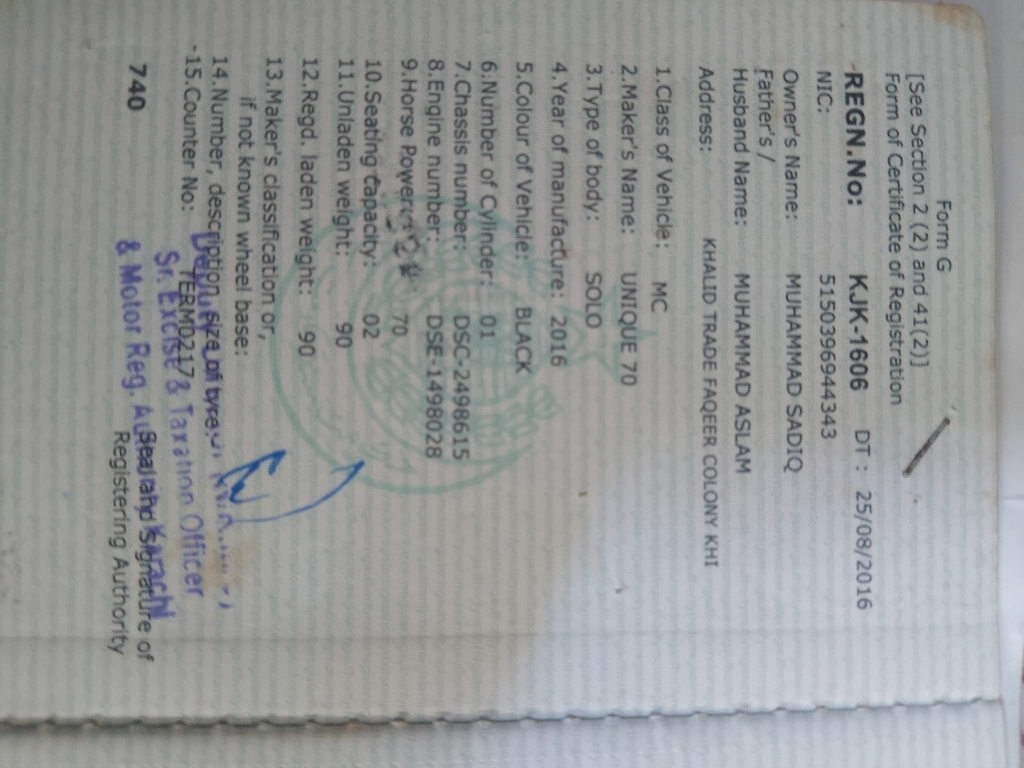 Form G
[See Section 2 (2) and 41(2)]
Form of Certificate of Registration
REGN.No: KJK-1606 DT : 25/08/2016
NIC: 5150396944343
Owner's Name: MUHAMMAD SADIQ
Father's /
Husband Name: MUHAMMAD ASLAM
Address: KHALID TRADE FAQEER COLONY KHI
1.Class of Vehicle: MC
2.Maker's Name: UNIQUE 70
3.Type of body: SOLO
4.Year of manufacture: 2016
5.Colour of Vehicle: BLACK
6.Number of Cylinder: 01
7.Chassis number: DSC-2498615
8.Engine number: DSE-1498028
9.Horse Power: 70
10.Seating Capacity: 02
11.Unladen weight: 90
12.Regd. laden weight: 90
13.Maker's classification or,
if not known wheel base:
14.Number, description, size of tyre:
15.Counter No: TERM0217
Sr. Excise & Taxation Officer
& Motor Reg. Karachi
740 Seal and Signature of
Registering Authority